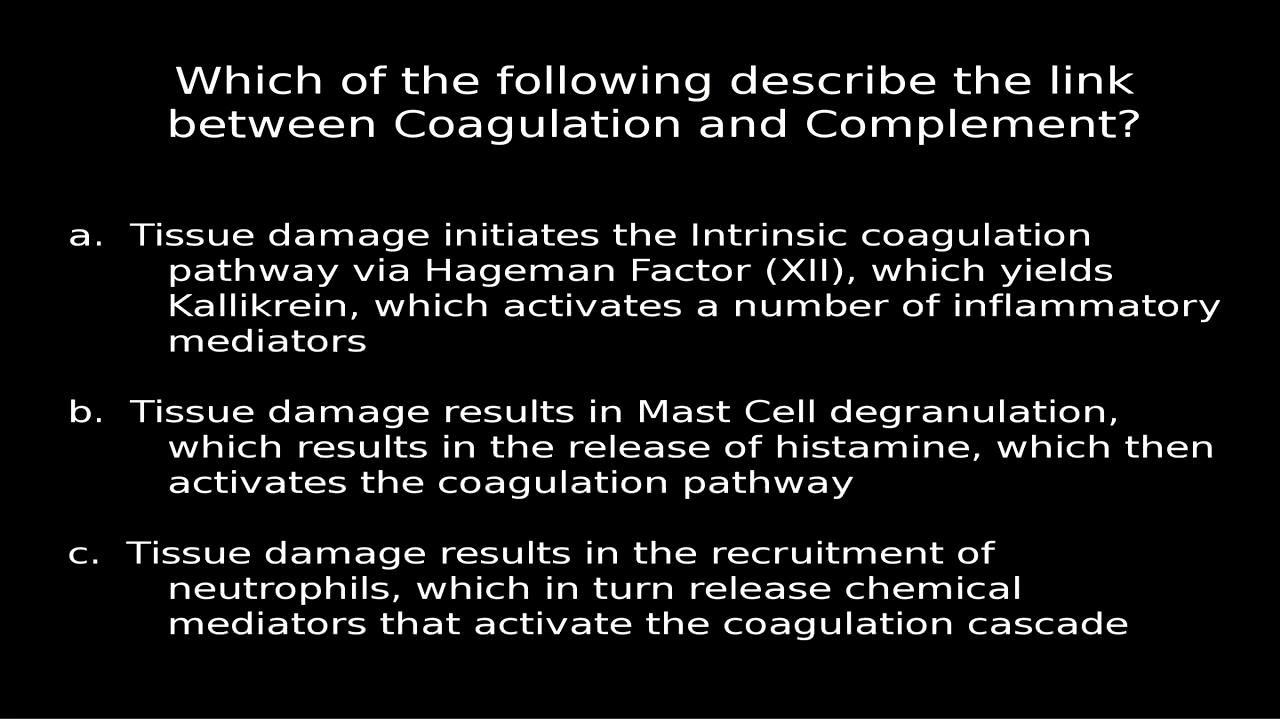 Which of the following describe the link
between Coagulation and Complement?
a. Tissue damage initiates the Intrinsic coagulation
pathway via Hageman Factor (XII), which yields
Kallikrein, which activates a number of inflammatory
mediators
b. Tissue damage results in Mast Cell degranulation,
which results in the release of histamine, which then
activates the coagulation pathway
c. Tissue damage results in the recruitment of
neutrophils, which in turn release chemical
mediators that activate the coagulation cascade